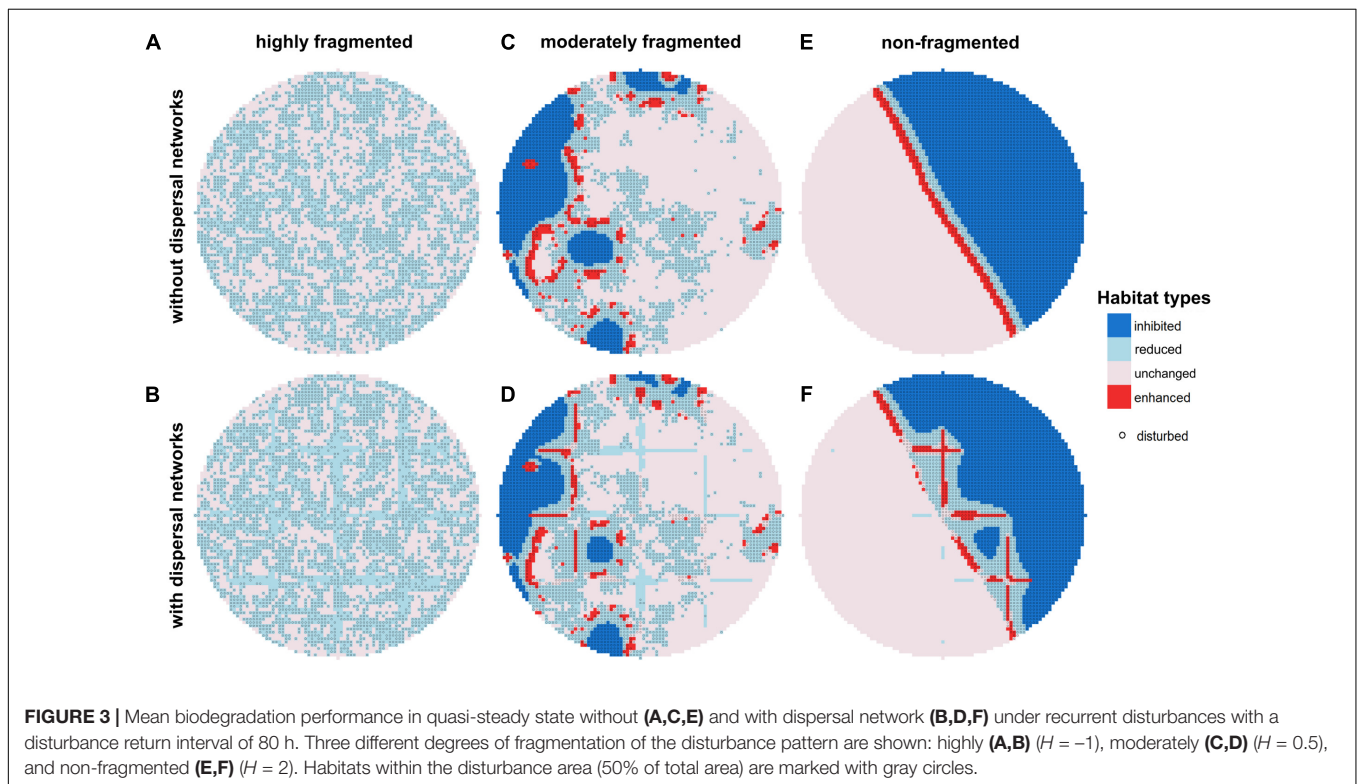 A highly fragmented C moderately fragmented E non-fragmented
without dispersal networks
Habitat types
inhibited
reduced
unchanged
enhanced
disturbed
B D F
with dispersal networks
FIGURE 3 | Mean biodegradation performance in quasi-steady state without (A,C,E) and with dispersal network (B,D,F) under recurrent disturbances with a
disturbance return interval of 80 h. Three different degrees of fragmentation of the disturbance pattern are shown: highly (A,B) (H = −1), moderately (C,D) (H = 0.5),
and non-fragmented (E,F) (H = 2). Habitats within the disturbance area (50% of total area) are marked with gray circles.